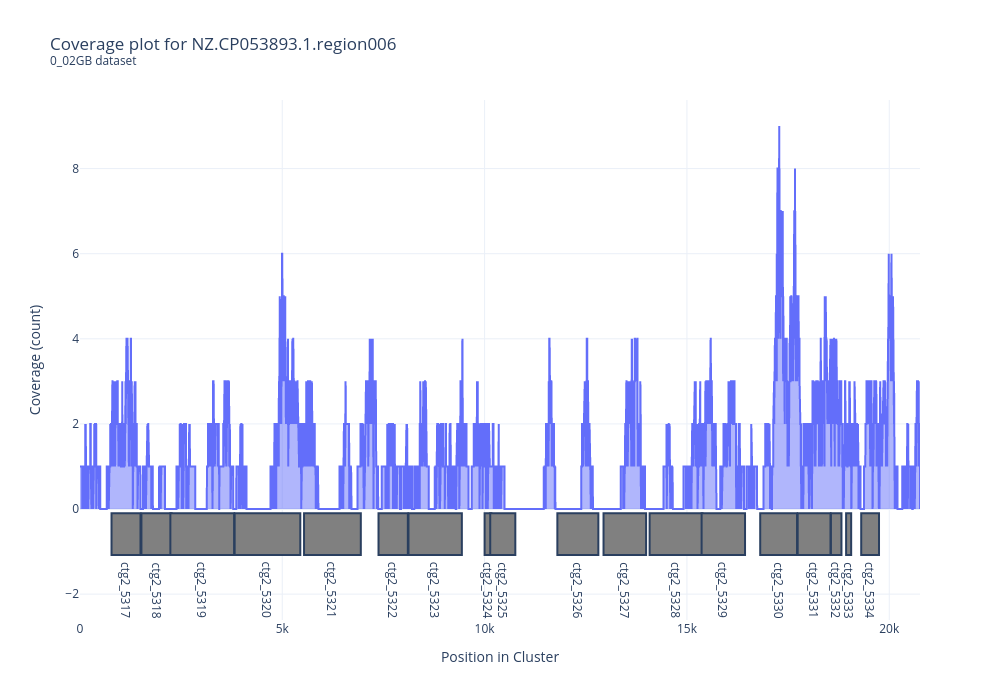 Coverage plot for NZ.CP053893.1.region006
0_02GB dataset
Coverage (count)
8
6
4
2
0
−2
ctg2_5317
ctg2_5318
ctg2_5319
ctg2_5320
ctg2_5321
ctg2_5322
ctg2_5323
ctg2_5324
ctg2_5325
ctg2_5326
ctg2_5327
ctg2_5328
ctg2_5329
ctg2_5330
ctg2_5331
ctg2_5332
ctg2_5333
ctg2_5334
0
5k
10k
15k
20k
Position in Cluster